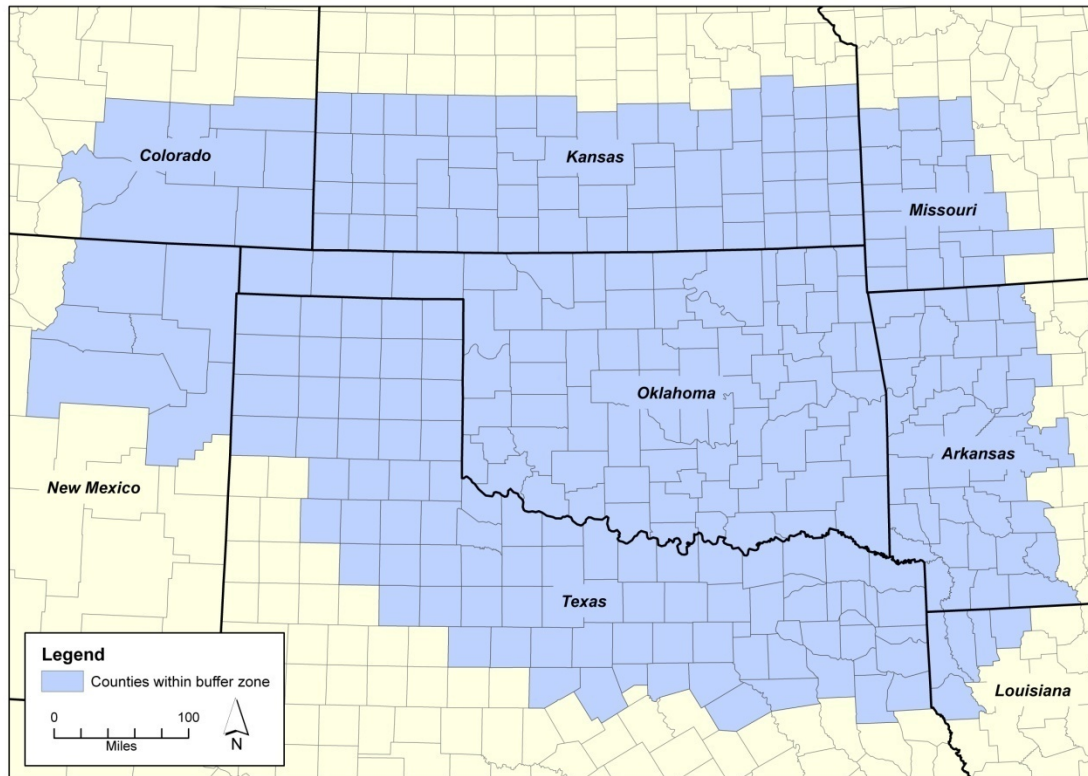 Colorado
Kansas
Missouri
Oklahoma
Arkansas
New Mexico
Texas
Louisiana
Legend
Counties within buffer zone
0 100
Miles
N